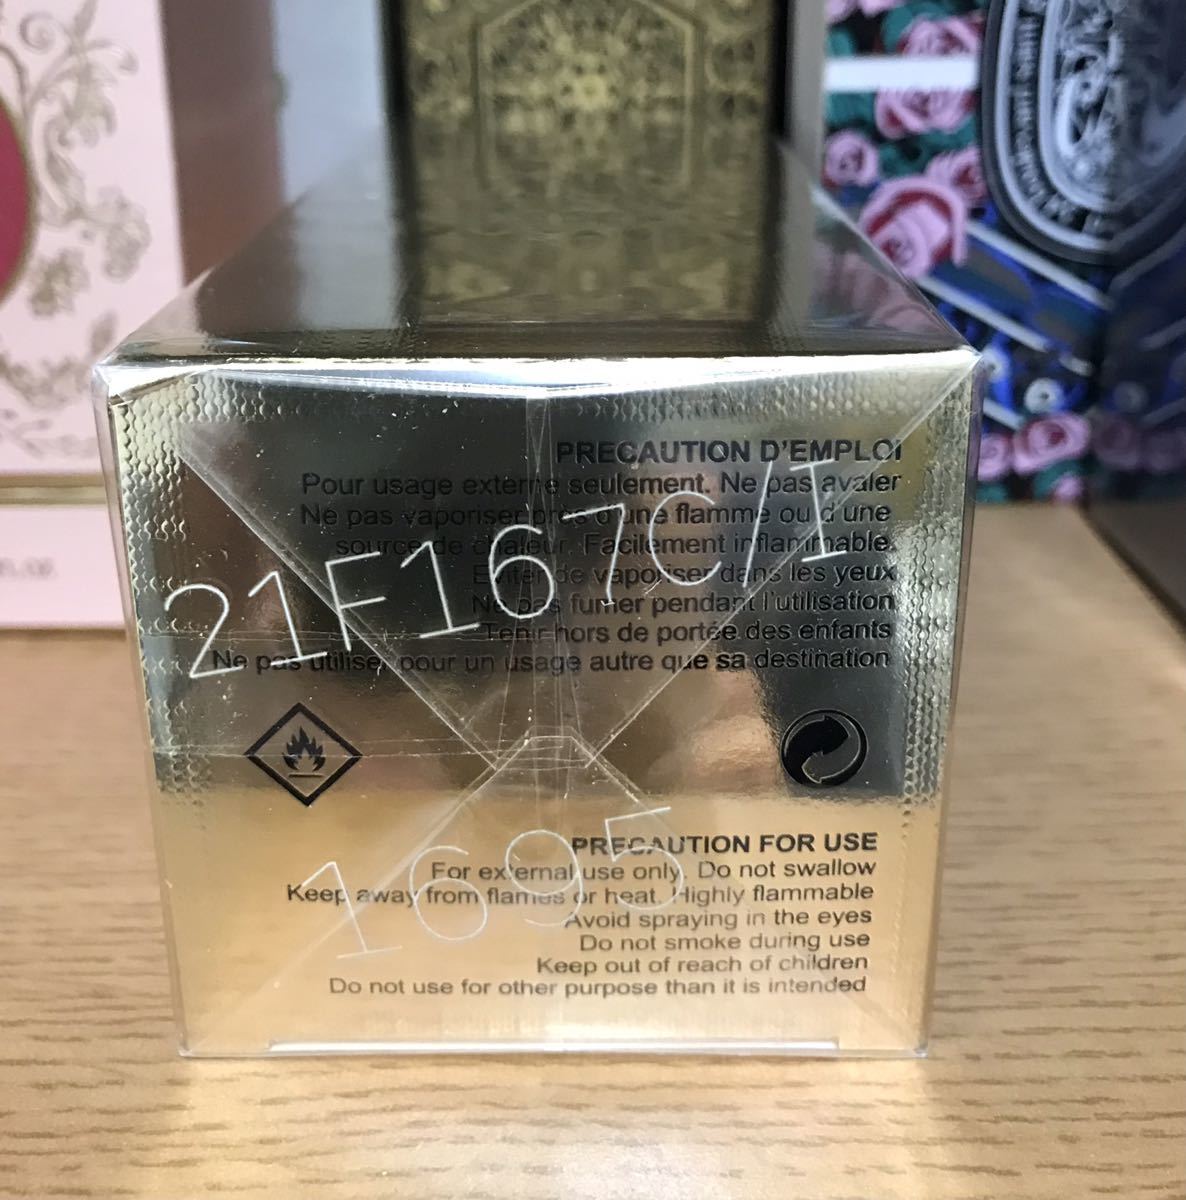 PRECAUTION D'EMPLOI
Pour usage externe seulement. Ne pas avaler
Ne pas vaporiser près d'une flamme ou d'une
source de chaleur. Facilement inflammable.
Eviter de vaporiser dans les yeux
Ne pas fumer pendant l'utilisation
Tenir hors de portée des enfants
Ne pas utiliser pour un usage autre que sa destination
21F167C/I
1695
PRECAUTION FOR USE
For external use only. Do not swallow
Keep away from flames or heat. Highly flammable
Avoid spraying in the eyes
Do not smoke during use
Keep out of reach of children
Do not use for other purpose than it is intended